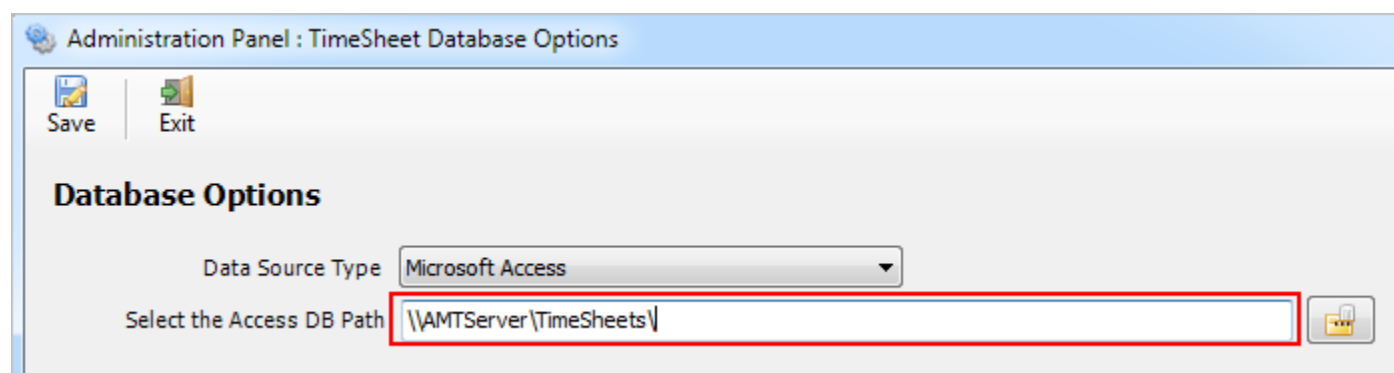 Administration Panel : TimeSheet Database Options
Save Exit
Database Options
Data Source Type Microsoft Access
Select the Access DB Path \\AMTServer\TimeSheets\